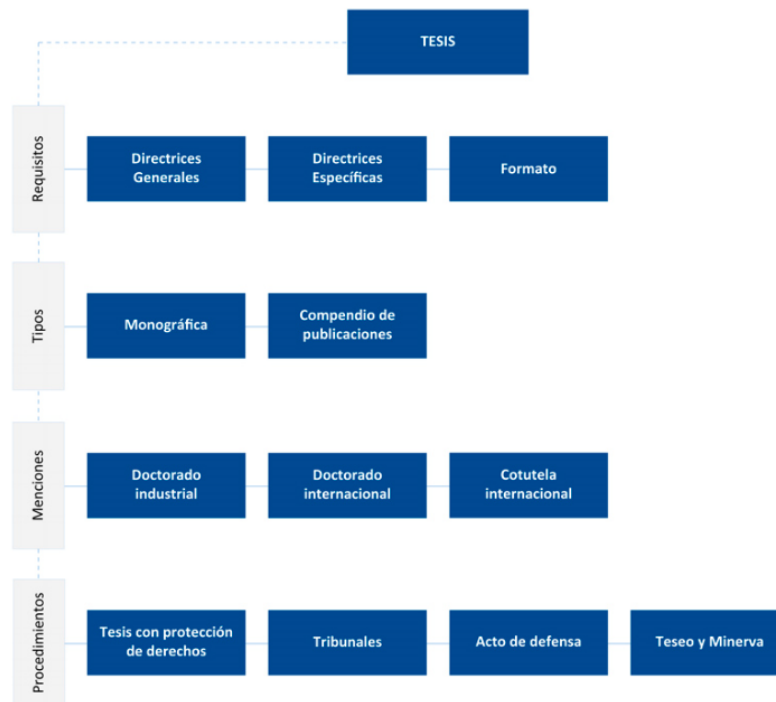 TESIS
Requisitos
Directrices
Generales
Directrices
Específicas
Formato
Tipos
Monográfica
Compendio de
publicaciones
Menciones
Doctorado
industrial
Doctorado
internacional
Cotutela
internacional
Procedimientos
Tesis con protección
de derechos
Tribunales
Acto de defensa
Teseo y Minerva